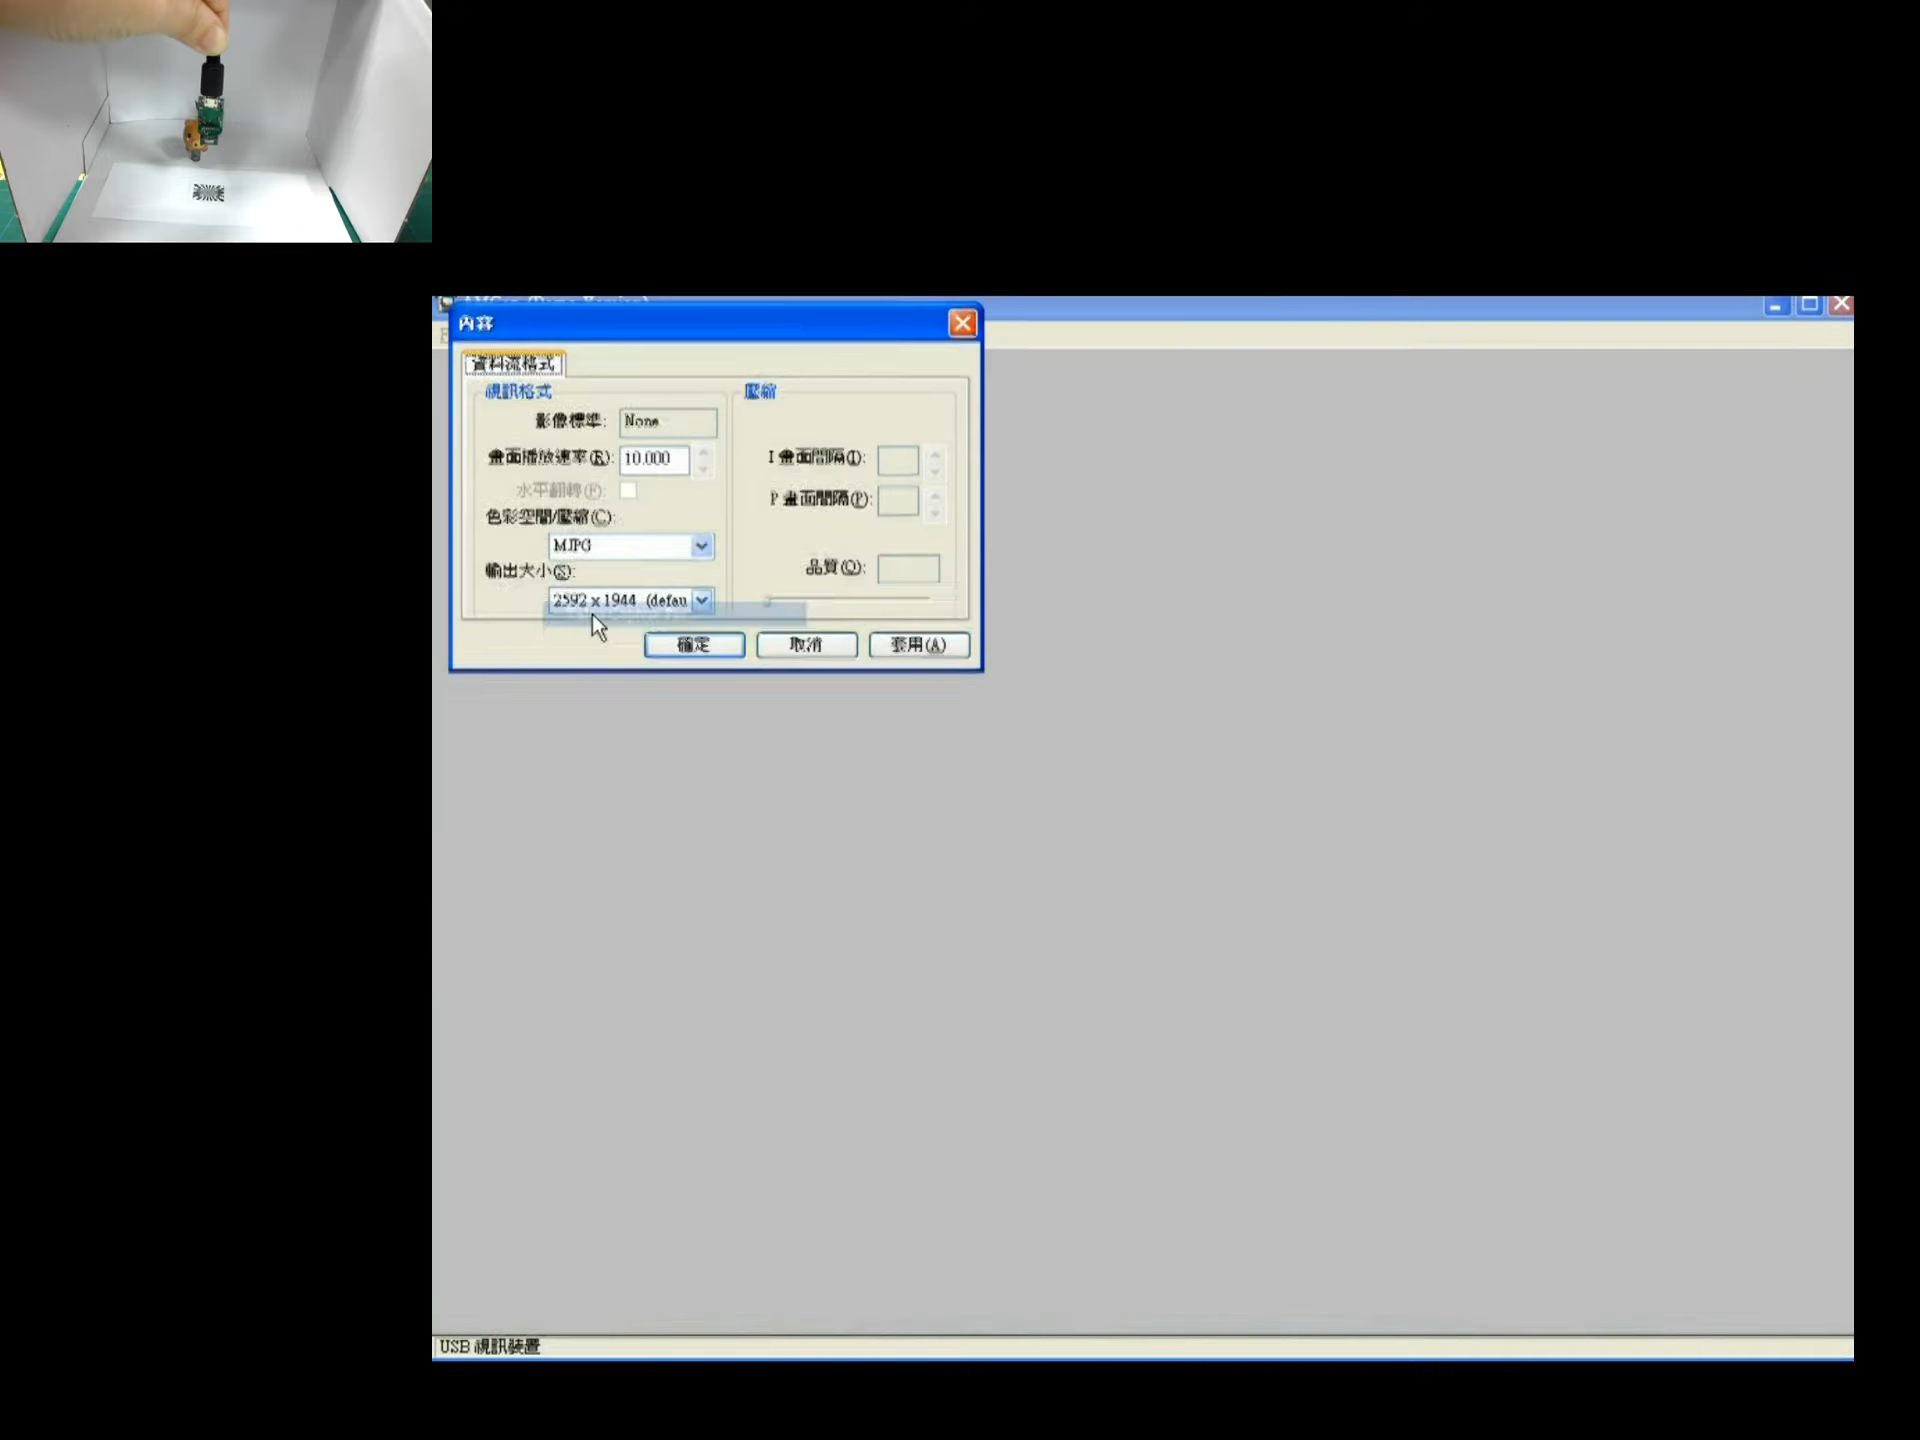 內容
資料流格式
視訊格式
影像標準: None
畫面播放速率(R): 10.000
水平翻轉(F):
色彩空間/壓縮(C):
MJPG
輸出大小(S):
2592 x 1944 (defau
壓縮
I 畫面間隔(I):
P 畫面間隔(P):
品質(Q):
確定
取消
套用(A)
USB 視訊裝置